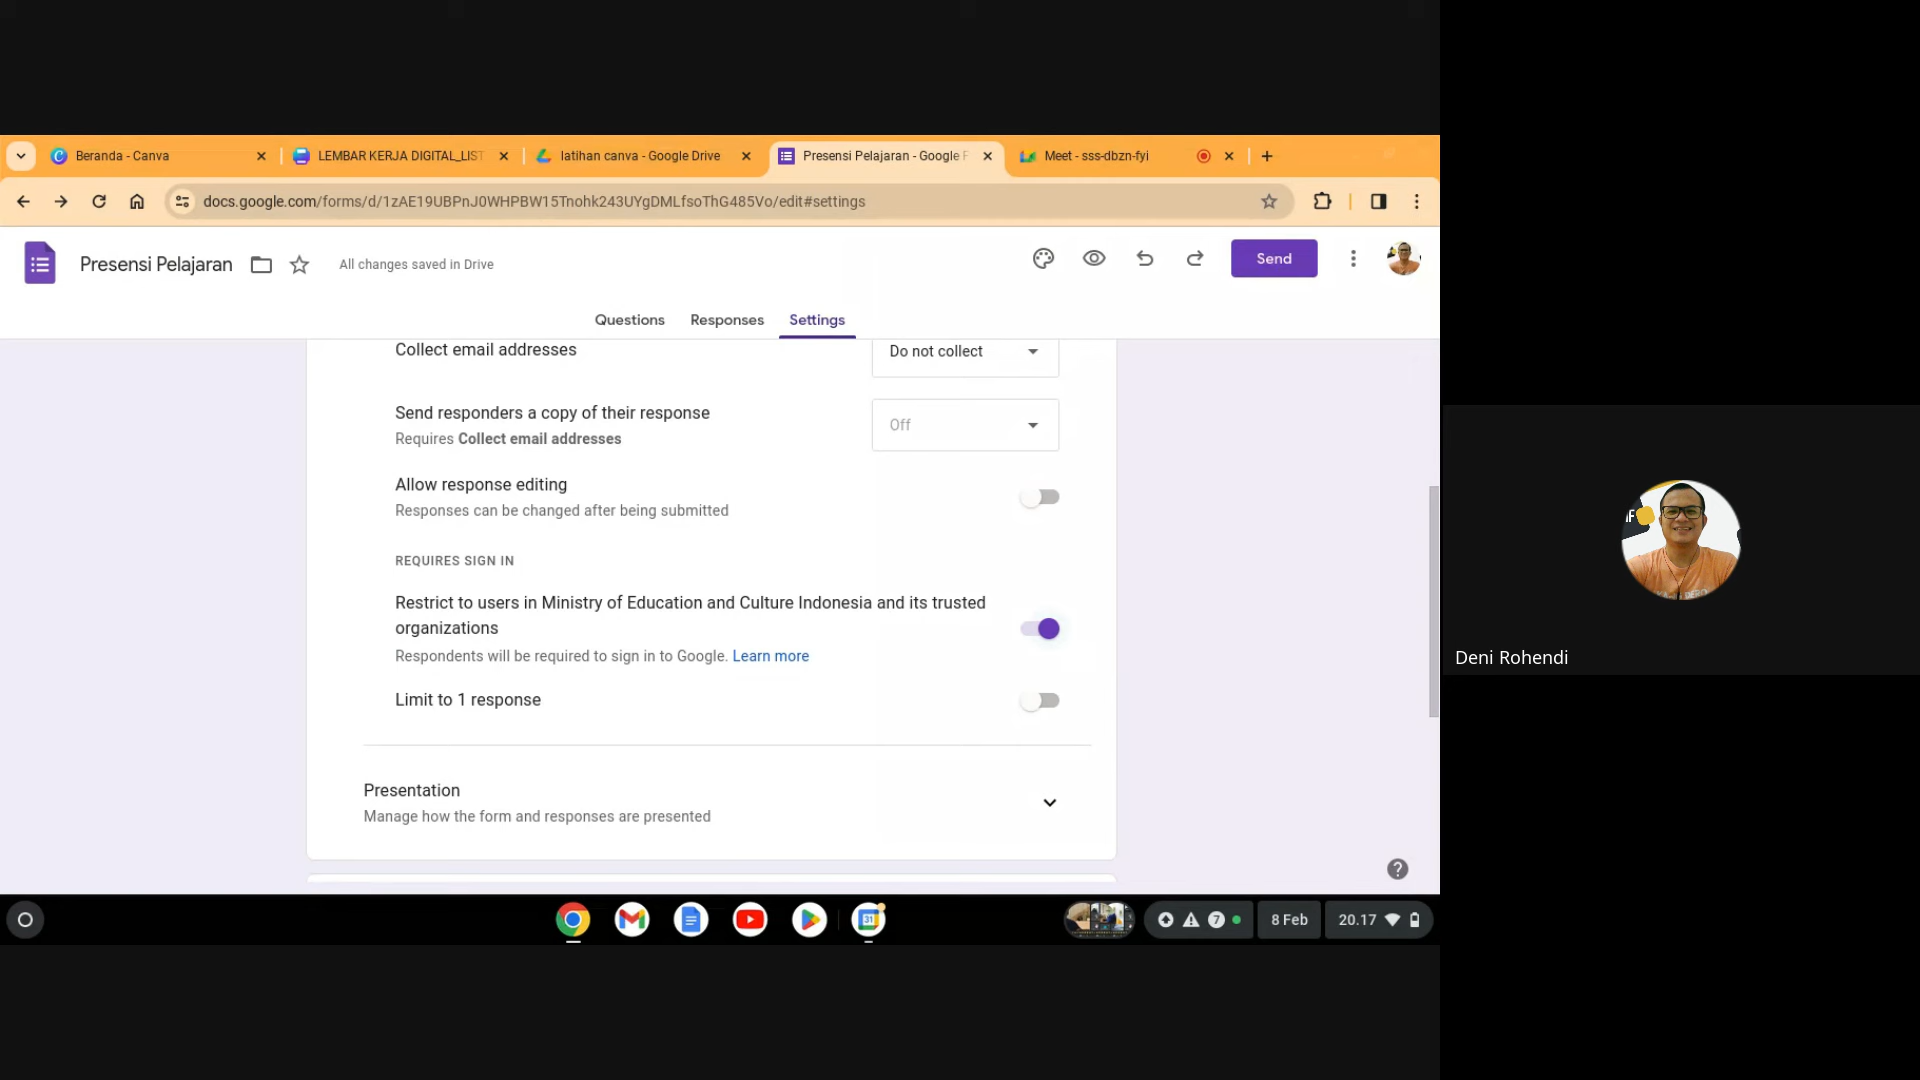 Beranda - Canva
LEMBAR KERJA DIGITAL_LIST
latihan canva - Google Drive
Presensi Pelajaran - Google F
Meet - sss-dbzn-fyi
docs.google.com/forms/d/1zAE19UBPnJ0WHPBW15Tnohk243UYgDMLfsoThG485Vo/edit#settings
Presensi Pelajaran
All changes saved in Drive
Send
Questions
Responses
Settings
Collect email addresses
Do not collect
Send responders a copy of their response
Requires Collect email addresses
Off
Allow response editing
Responses can be changed after being submitted
REQUIRES SIGN IN
Restrict to users in Ministry of Education and Culture Indonesia and its trusted
organizations
Respondents will be required to sign in to Google. Learn more
Limit to 1 response
Presentation
Manage how the form and responses are presented
31
7
8 Feb
20.17
Deni Rohendi